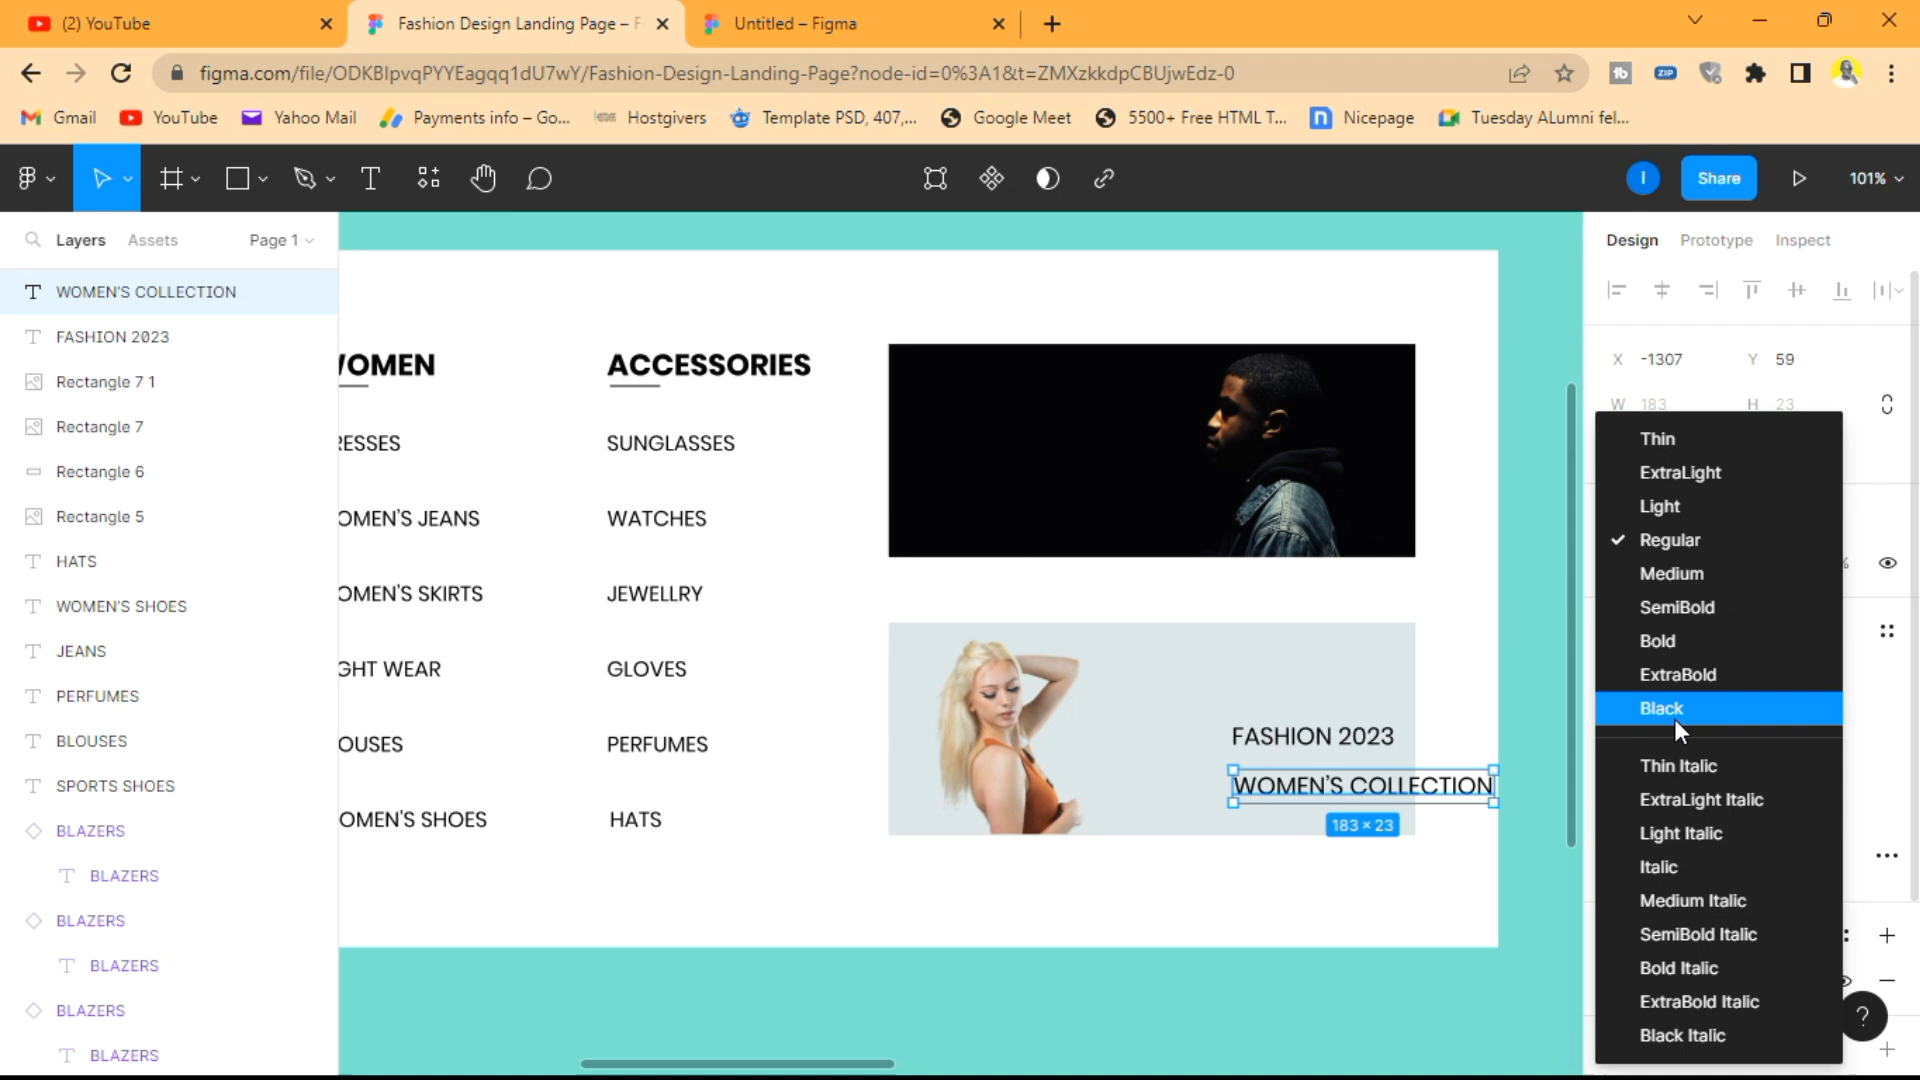 (2) YouTube
Fashion Design Landing Page – F
Untitled – Figma
figma.com/file/ODKBIpvqPYYEagqq1dU7wY/Fashion-Design-Landing-Page?node-id=0%3A1&t=ZMXzkkdpCBUjwEdz-0
tb
ZIP
Gmail
YouTube
Yahoo Mail
Payments info – Go...
Hostgivers
Template PSD, 407,...
Google Meet
5500+ Free HTML T...
Nicepage
Tuesday ALumni fel...
I
Share
101%
Layers
Assets
Page 1
Design
Prototype
Inspect
WOMEN'S COLLECTION
FASHION 2023
Rectangle 7 1
Rectangle 7
Rectangle 6
Rectangle 5
HATS
WOMEN'S SHOES
JEANS
PERFUMES
BLOUSES
SPORTS SHOES
BLAZERS
BLAZERS
BLAZERS
BLAZERS
BLAZERS
BLAZERS
OMEN
ACCESSORIES
RESSES
SUNGLASSES
OMEN'S JEANS
WATCHES
OMEN'S SKIRTS
JEWELLRY
GHT WEAR
GLOVES
OUSES
PERFUMES
OMEN'S SHOES
HATS
FASHION 2023
WOMEN'S COLLECTION
183 × 23
X -1307
Y 59
W 183
H 23
Thin
ExtraLight
Light
Regular
Medium
SemiBold
Bold
ExtraBold
Black
Thin Italic
ExtraLight Italic
Light Italic
Italic
Medium Italic
SemiBold Italic
Bold Italic
ExtraBold Italic
Black Italic
?